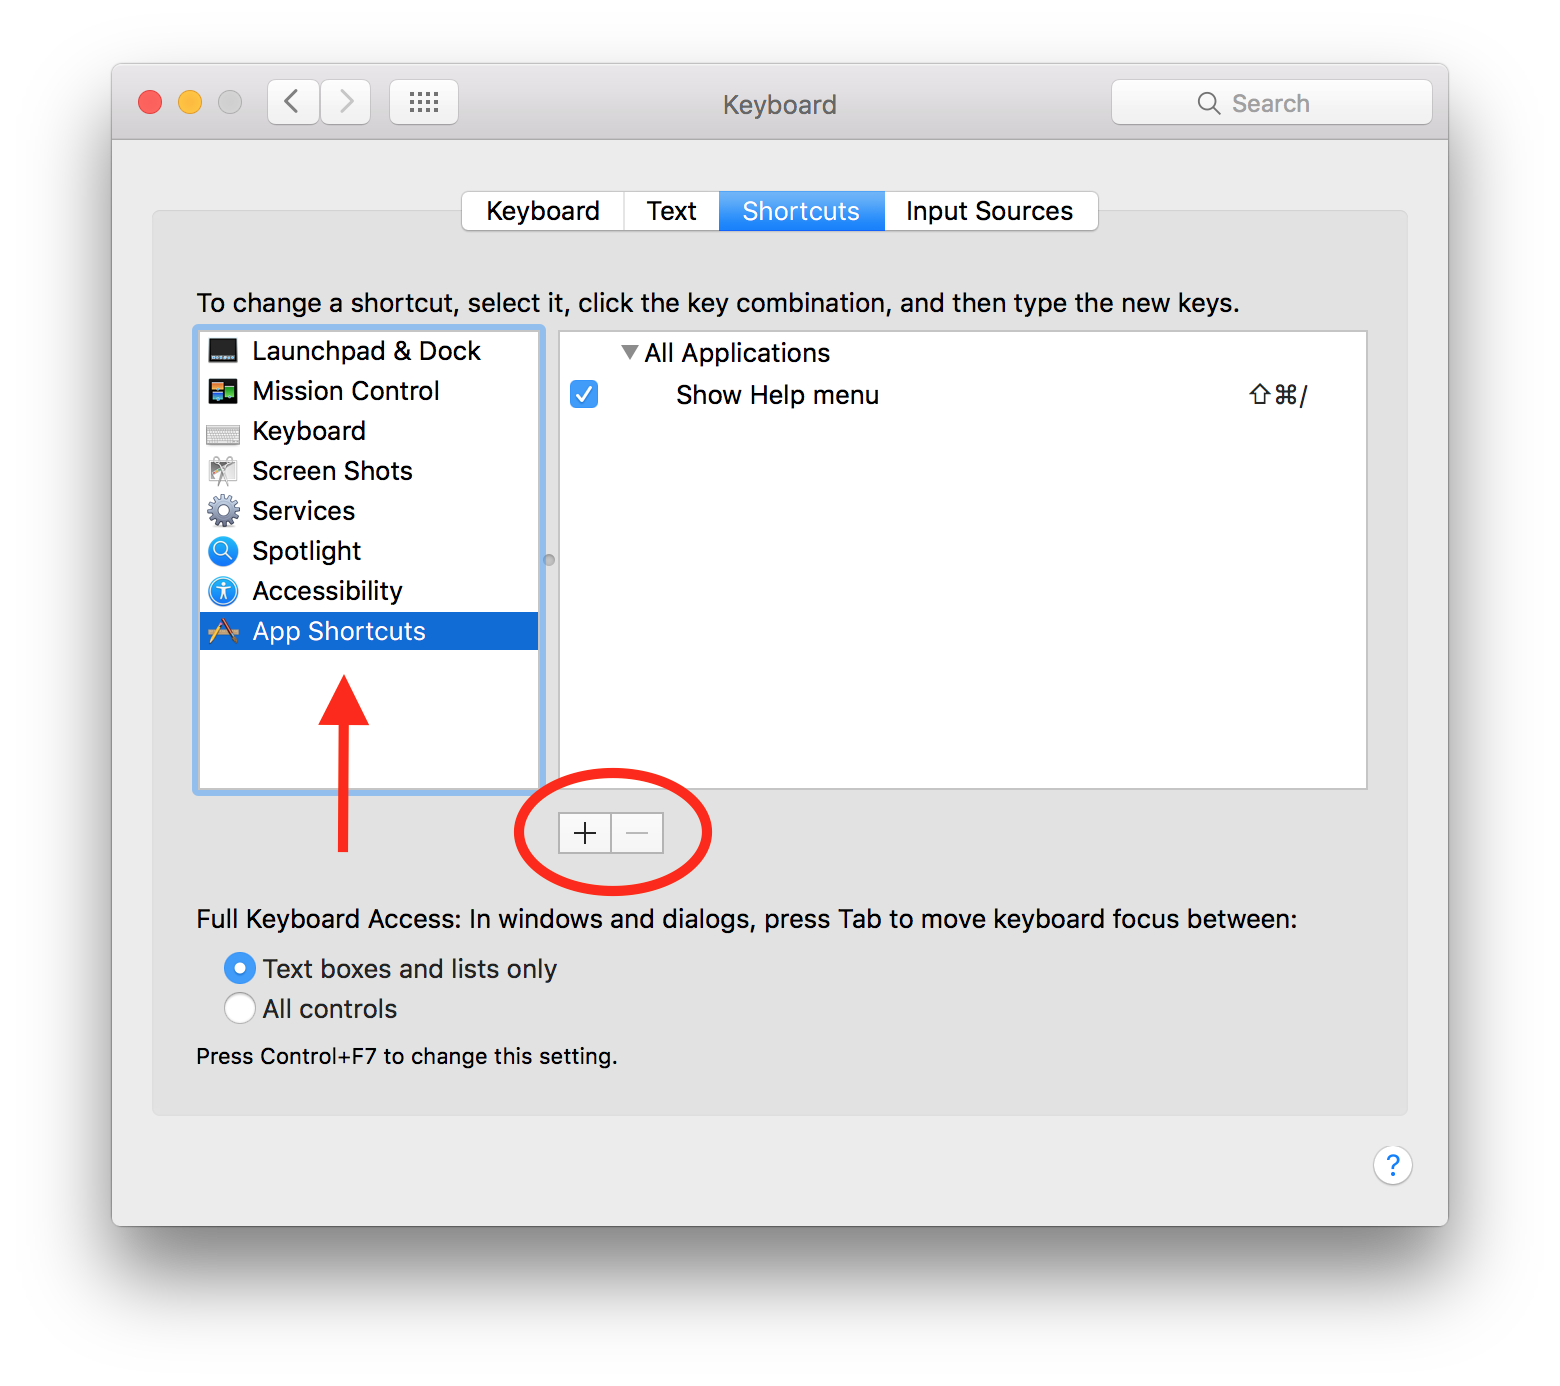 Keyboard
Search
Keyboard Text Shortcuts Input Sources
To change a shortcut, select it, click the key combination, and then type the new keys.
Launchpad & Dock
Mission Control
Keyboard
Screen Shots
Services
Spotlight
Accessibility
App Shortcuts
All Applications
Show Help menu ⇧⌘/
Full Keyboard Access: In windows and dialogs, press Tab to move keyboard focus between:
Text boxes and lists only
All controls
Press Control+F7 to change this setting.
?